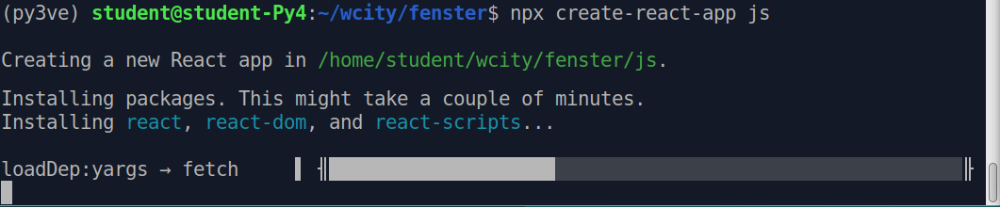 (py3ve) student@student-Py4:~/wcity/fenster$ npx create-react-app js
Creating a new React app in /home/student/wcity/fenster/js.
Installing packages. This might take a couple of minutes.
Installing react, react-dom, and react-scripts...
loadDep:yargs → fetch